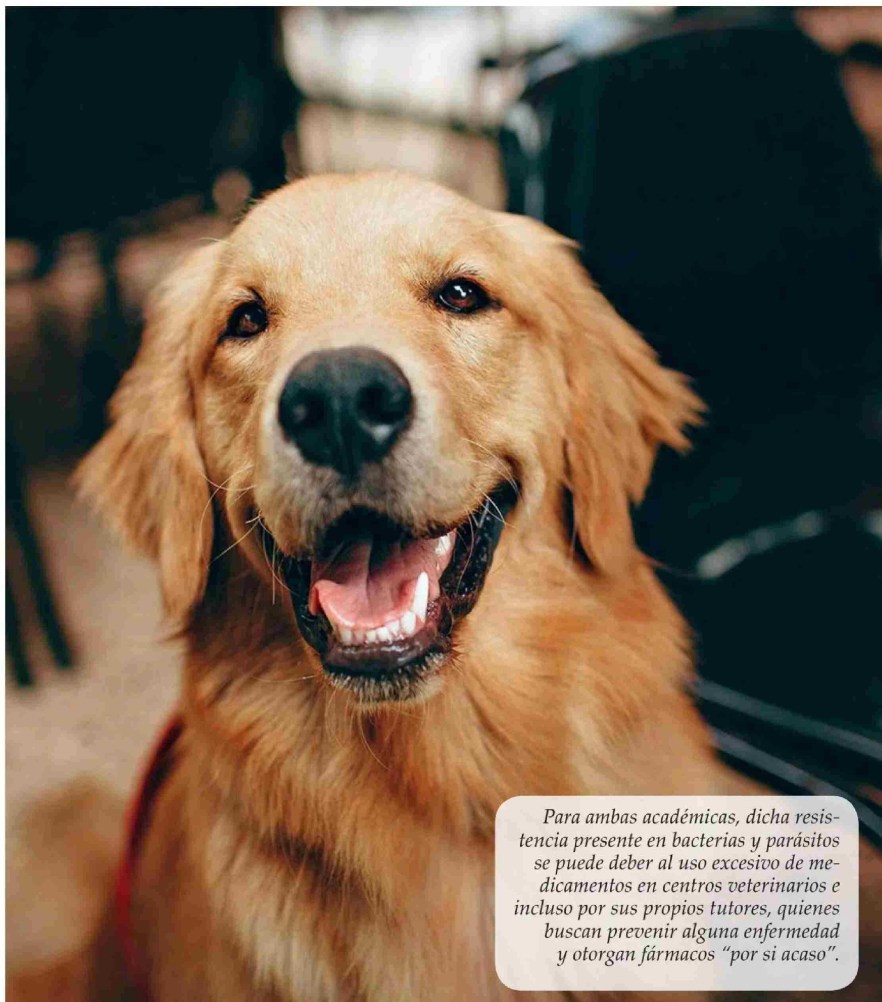 Para ambas académicas, dicha resis-
tencia presente en bacterias y parásitos
se puede deber al uso excesivo de me-
dicamentos en centros veterinarios e
incluso por sus propios tutores, quienes
buscan prevenir alguna enfermedad
y otorgan fármacos “por si acaso”.